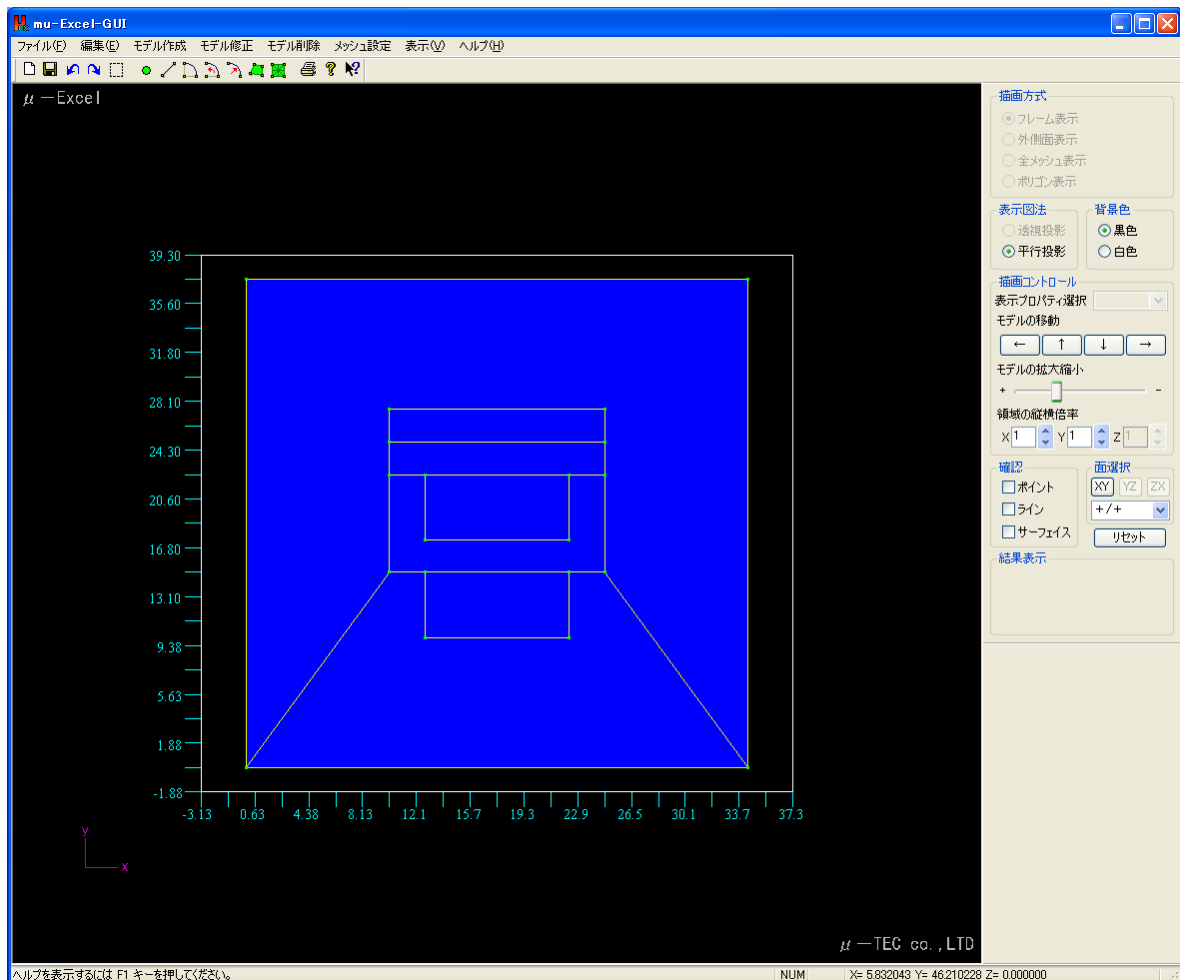 mu-Excel-GUI
ファイル(F) 編集(E) モデル作成 モデル修正 モデル削除 メッシュ設定 表示(V) ヘルプ(H)
μ－Excel
39.30
35.60
31.80
28.10
24.30
20.60
16.80
13.10
9.38
5.63
1.88
-1.88
-3.13 0.63 4.38 8.13 12.1 15.7 19.3 22.9 26.5 30.1 33.7 37.3
y
x
μ－TEC co.,LTD
描画方式
フレーム表示
外側面表示
全メッシュ表示
ポリゴン表示
表示図法
透視投影
平行投影
背景色
黒色
白色
描画コントロール
表示プロパティ選択
モデルの移動
← ↑ ↓ →
モデルの拡大縮小
+ -
領域の縦横倍率
X 1 Y 1 Z 1
確認
ポイント
ライン
サーフェイス
面選択
XY YZ ZX
+/+
リセット
結果表示
ヘルプを表示するには F1 キーを押してください。
NUM
X= 5.832043 Y= 46.210228 Z= 0.000000